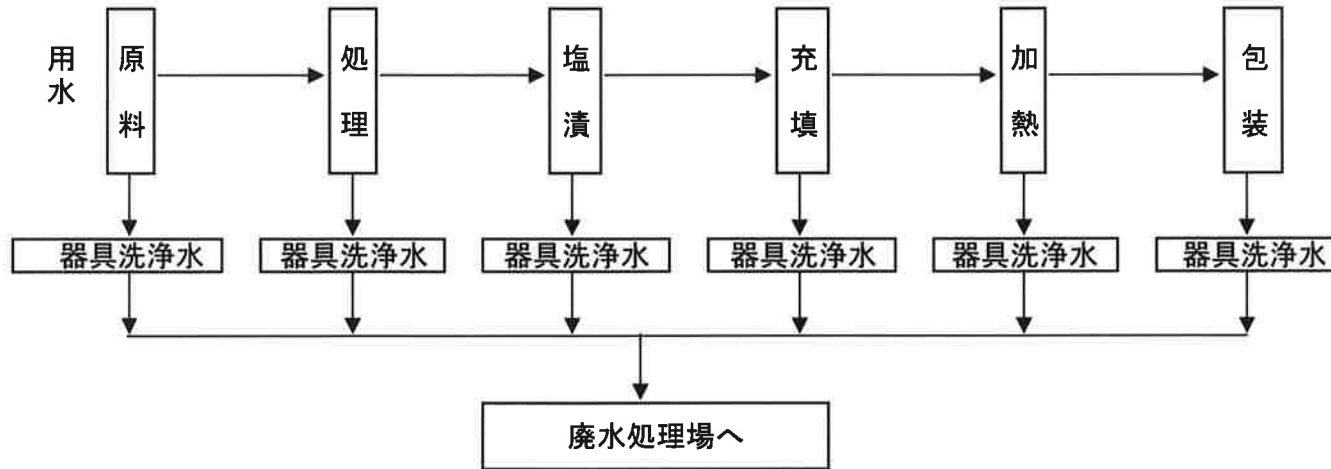 用水
原料
処理
塩漬
充填
加熱
包装
器具洗浄水
器具洗浄水
器具洗浄水
器具洗浄水
器具洗浄水
器具洗浄水
廃水処理場へ